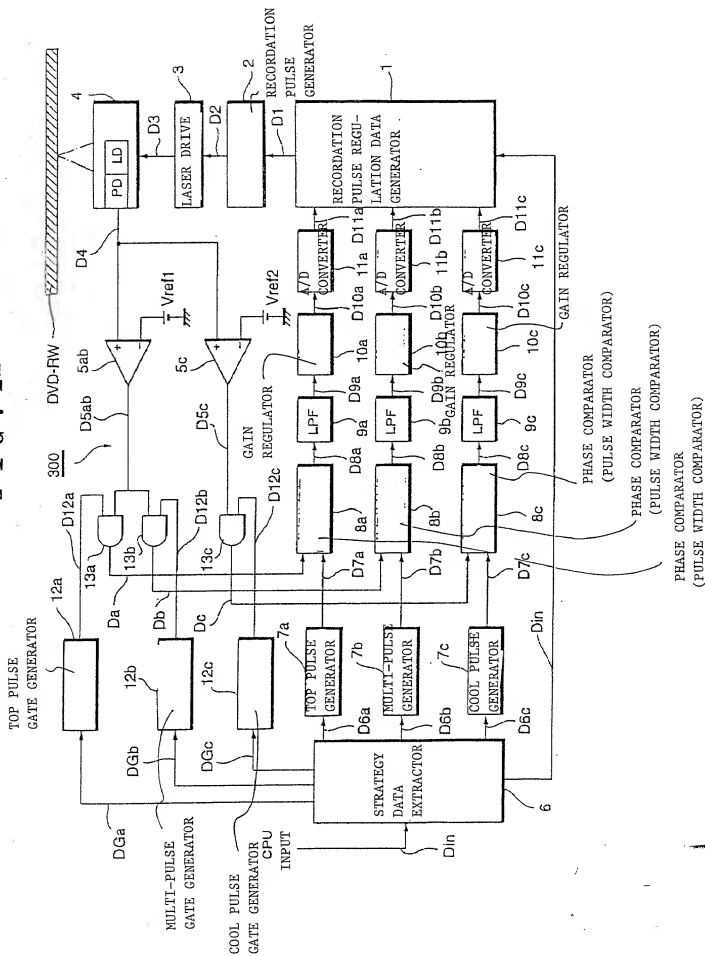 DVD-RW
4
PD
LD
D3
3
LASER DRIVE
D2
2
RECORDATION
PULSE
GENERATOR
D1
1
RECORDATION
PULSE REGU-
LATION DATA
GENERATOR
D4
Vref1
Vref2
5ab
5c
D5ab
D5c
300
D12a
D12b
D12c
13a
13b
13c
Da
Db
Dc
TOP PULSE
GATE GENERATOR
12a
12b
12c
MULTI-PULSE
GATE GENERATOR
COOL PULSE
GATE GENERATOR
DGa
DGb
DGc
CPU
INPUT
Din
STRATEGY
DATA
EXTRACTOR
6
Din
D6a
D6b
D6c
7a
TOP PULSE
GENERATOR
7b
MULTI-PULSE
GENERATOR
7c
COOL PULSE
GENERATOR
D7a
D7b
D7c
8a
8b
8c
D8a
D8b
D8c
LPF
9a
LPF
9b
LPF
9c
D9a
D9b
D9c
GAIN
REGULATOR
GAIN REGULATOR
GAIN REGULATOR
10a
10b
10c
D10a
D10b
D10c
A/D
CONVERTER
11a
A/D
CONVERTER
11b
A/D
CONVERTER
11c
D11a
D11b
D11c
PHASE COMPARATOR
(PULSE WIDTH COMPARATOR)
PHASE COMPARATOR
(PULSE WIDTH COMPARATOR)
PHASE COMPARATOR
(PULSE WIDTH COMPARATOR)